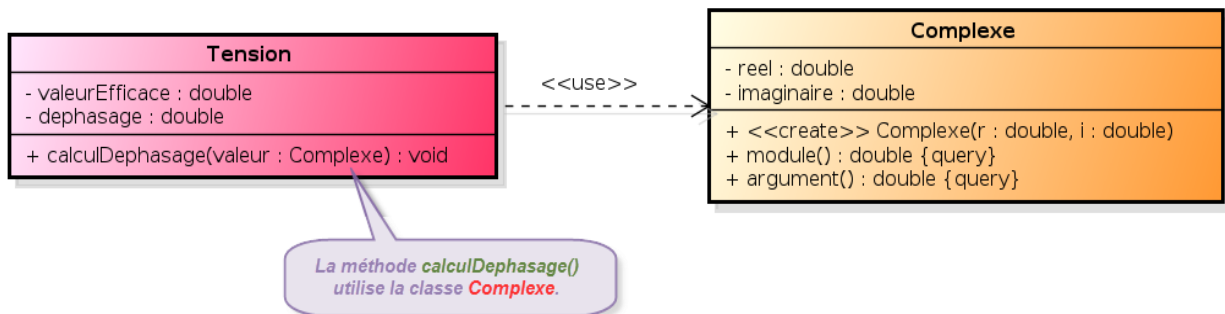 Tension
- valeurEfficace : double
- dephasage : double
+ calculDephasage(valeur : Complexe) : void
<<use>>
Complexe
- reel : double
- imaginaire : double
+ <<create>> Complexe(r : double, i : double)
+ module() : double {query}
+ argument() : double {query}
La méthode calculDephasage()
utilise la classe Complexe.